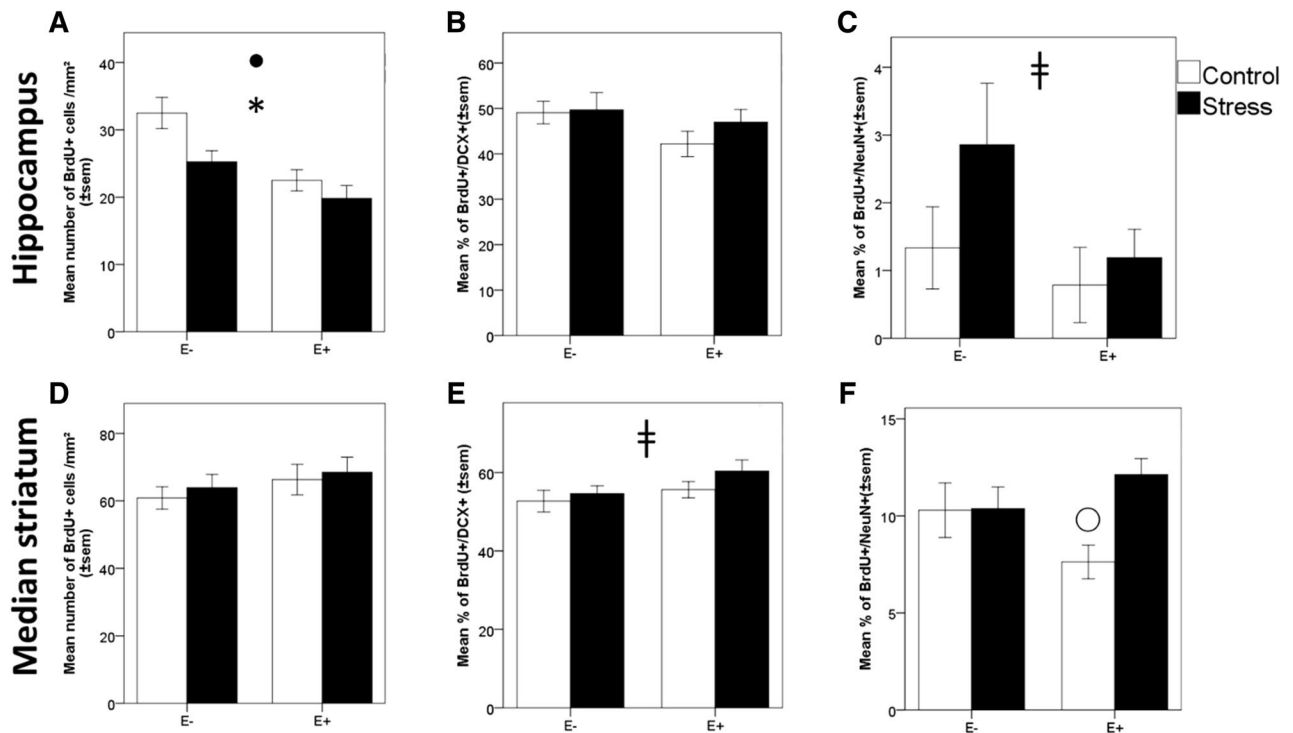 A
Hippocampus
Mean number of BrdU+ cells /mm²
(±sem)
40
30
20
10
0
E-
E+
●
*
B
Mean % of BrdU+/DCX+(±sem)
60
50
40
30
20
10
0
E-
E+
C
Mean % of BrdU+/NeuN+(±sem)
4
3
2
1
0
E-
E+
ǂ
Control
Stress
D
Median striatum
Mean number of BrdU+ cells /mm²
(±sem)
80
60
40
20
0
E-
E+
E
Mean % of BrdU+/DCX+ (±sem)
60
40
20
0
E-
E+
ǂ
F
Mean % of BrdU+/NeuN+(±sem)
15
10
5
0
E-
E+
○